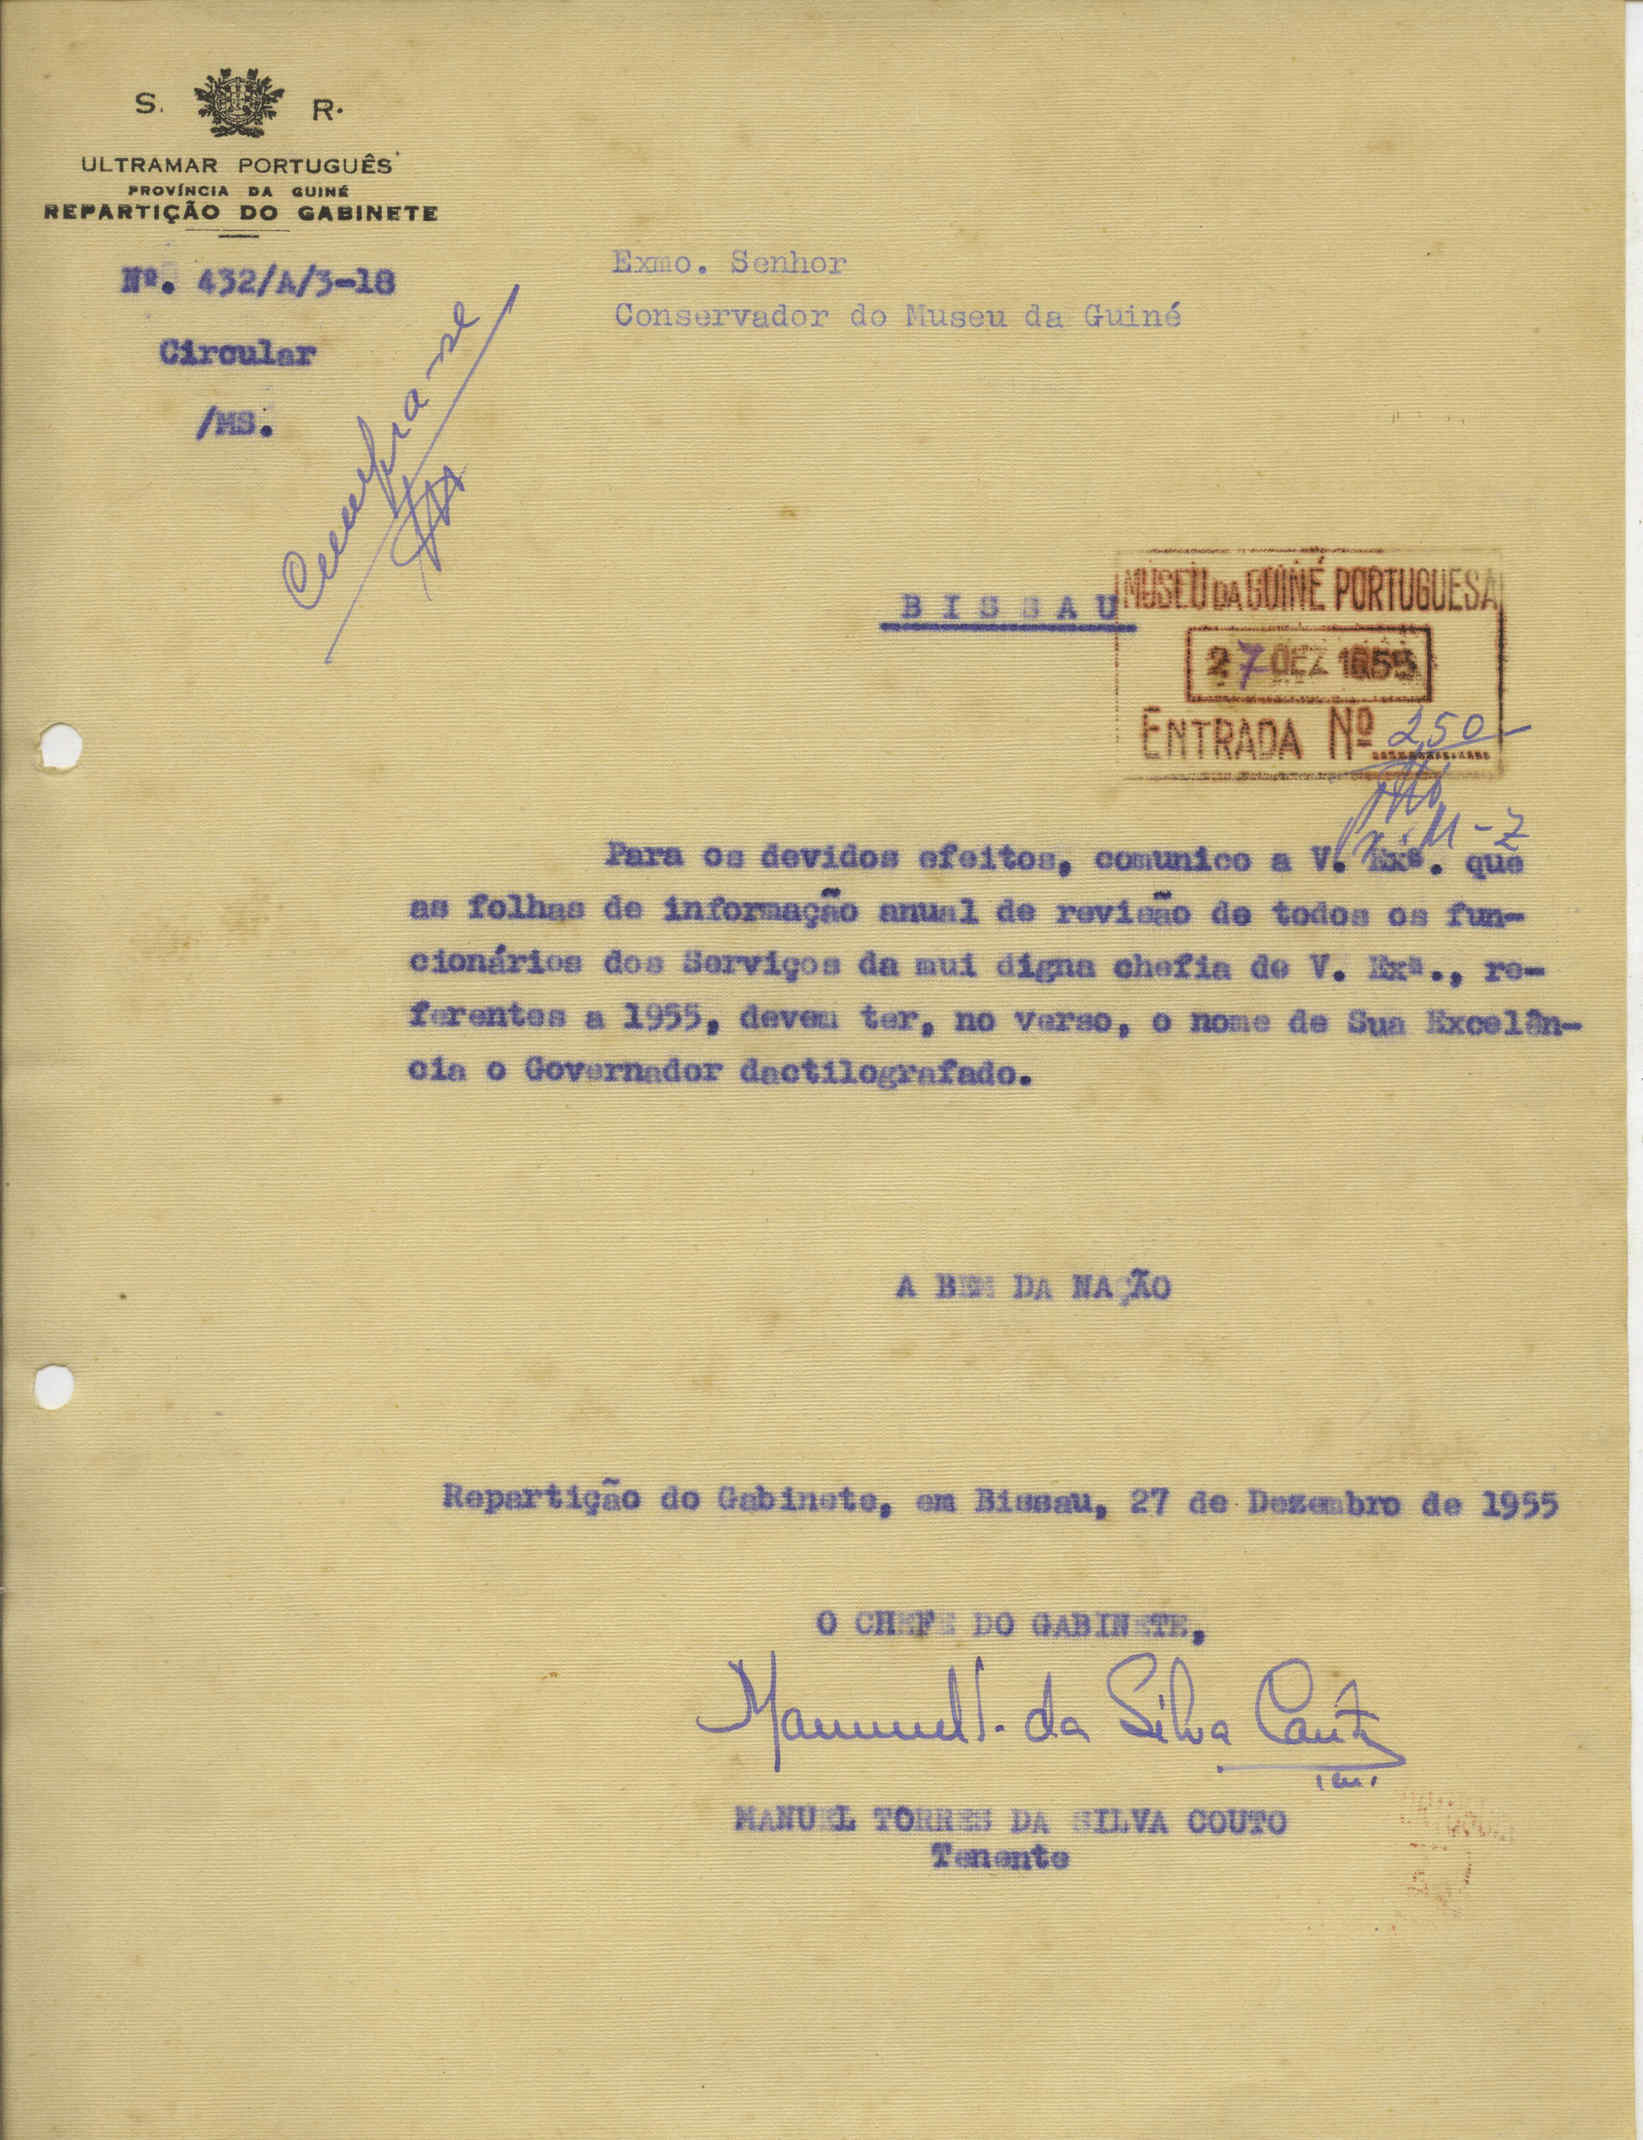 S. R.
ULTRAMAR PORTUGUÊS
PROVÍNCIA DA GUINÉ
REPARTIÇÃO DO GABINETE
Nº. 432/A/3-18
Circular
/MS.
Cumpra-se
Exmo. Senhor
Conservador do Museu da Guiné
BISSAU
MUSEU DA GUINÉ PORTUGUESA
27 DEZ 1955
ENTRADA Nº 250
M-2
Para os devidos efeitos, comunico a V. Exª. que
as folhas de informação anual de revisão de todos os fun-
cionários dos Serviços da mui digna chefia de V. Exª., re-
ferentes a 1955, devem ter, no verso, o nome de Sua Excelân-
cia o Governador dactilografado.
A BEM DA NAÇÃO
Repartição do Gabinete, em Bissau, 27 de Dezembro de 1955
O CHEFE DO GABINETE,
Manuel T. da Silva Couto
MANUEL TORRES DA SILVA COUTO
Tenente